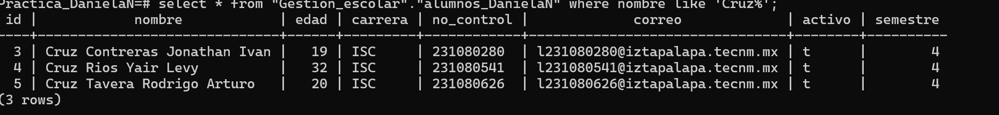 Practica_DanielaN=# select * from "Gestion_escolar"."alumnos_DanielaN" where nombre like 'Cruz%';
 id |            nombre            | edad | carrera | no_control |             correo             | activo | semestre
----+------------------------------+------+---------+------------+--------------------------------+--------+----------
  3 | Cruz Contreras Jonathan Ivan |   19 | ISC     | 231080280  | l231080280@iztapalapa.tecnm.mx | t      |        4
  4 | Cruz Rios Yair Levy          |   32 | ISC     | 231080541  | l231080541@iztapalapa.tecnm.mx | t      |        4
  5 | Cruz Tavera Rodrigo Arturo   |   20 | ISC     | 231080626  | l231080626@iztapalapa.tecnm.mx | t      |        4
(3 rows)